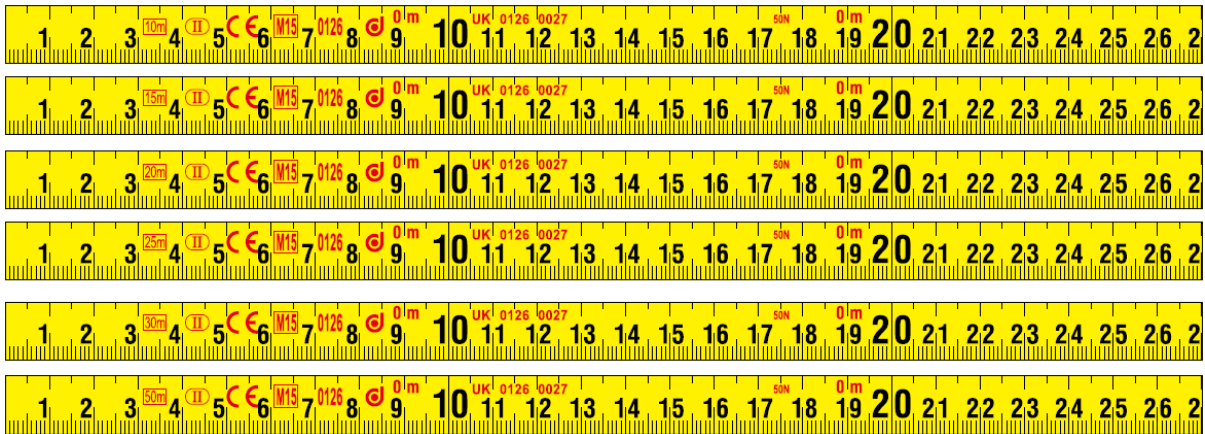 1 2 3 10m 4 II 5 CE 6 M15 7 0126 8 d 0 m 9 10 UK 0126 0027 11 12 13 14 15 16 17 50N 18 0 m 19 20 21 22 23 24 25 26 2
1 2 3 15m 4 II 5 CE 6 M15 7 0126 8 d 0 m 9 10 UK 0126 0027 11 12 13 14 15 16 17 50N 18 0 m 19 20 21 22 23 24 25 26 2
1 2 3 20m 4 II 5 CE 6 M15 7 0126 8 d 0 m 9 10 UK 0126 0027 11 12 13 14 15 16 17 50N 18 0 m 19 20 21 22 23 24 25 26 2
1 2 3 25m 4 II 5 CE 6 M15 7 0126 8 d 0 m 9 10 UK 0126 0027 11 12 13 14 15 16 17 50N 18 0 m 19 20 21 22 23 24 25 26 2
1 2 3 30m 4 II 5 CE 6 M15 7 0126 8 d 0 m 9 10 UK 0126 0027 11 12 13 14 15 16 17 50N 18 0 m 19 20 21 22 23 24 25 26 2
1 2 3 50m 4 II 5 CE 6 M15 7 0126 8 d 0 m 9 10 UK 0126 0027 11 12 13 14 15 16 17 50N 18 0 m 19 20 21 22 23 24 25 26 2